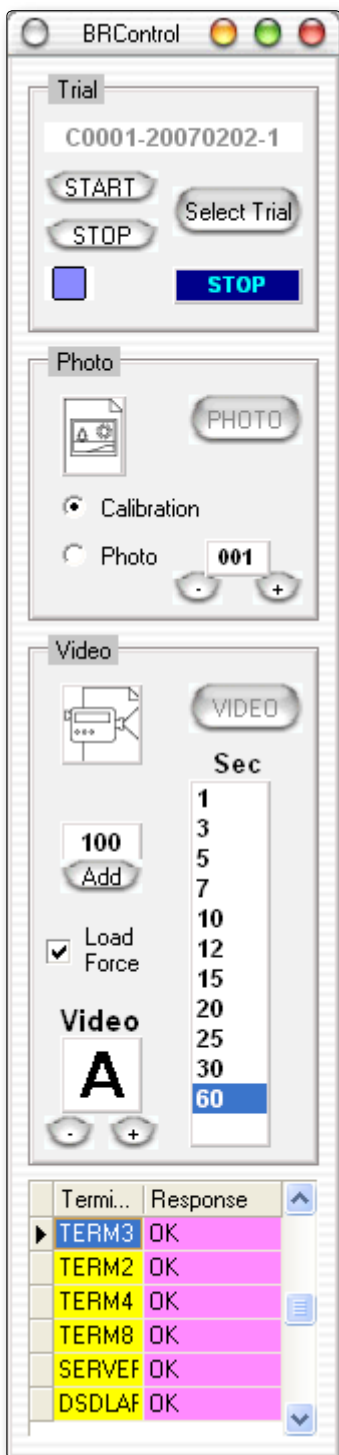 BRControl
Trial
C0001-20070202-1
START
Select Trial
STOP
STOP
Photo
PHOTO
Calibration
Photo
001
- +
Video
VIDEO
Sec
1
3
5
7
10
12
15
20
25
30
60
100
Add
Load
Force
Video
A
- +
Termi... Response
TERM3 OK
TERM2 OK
TERM4 OK
TERM8 OK
SERVER OK
DSDLAF OK